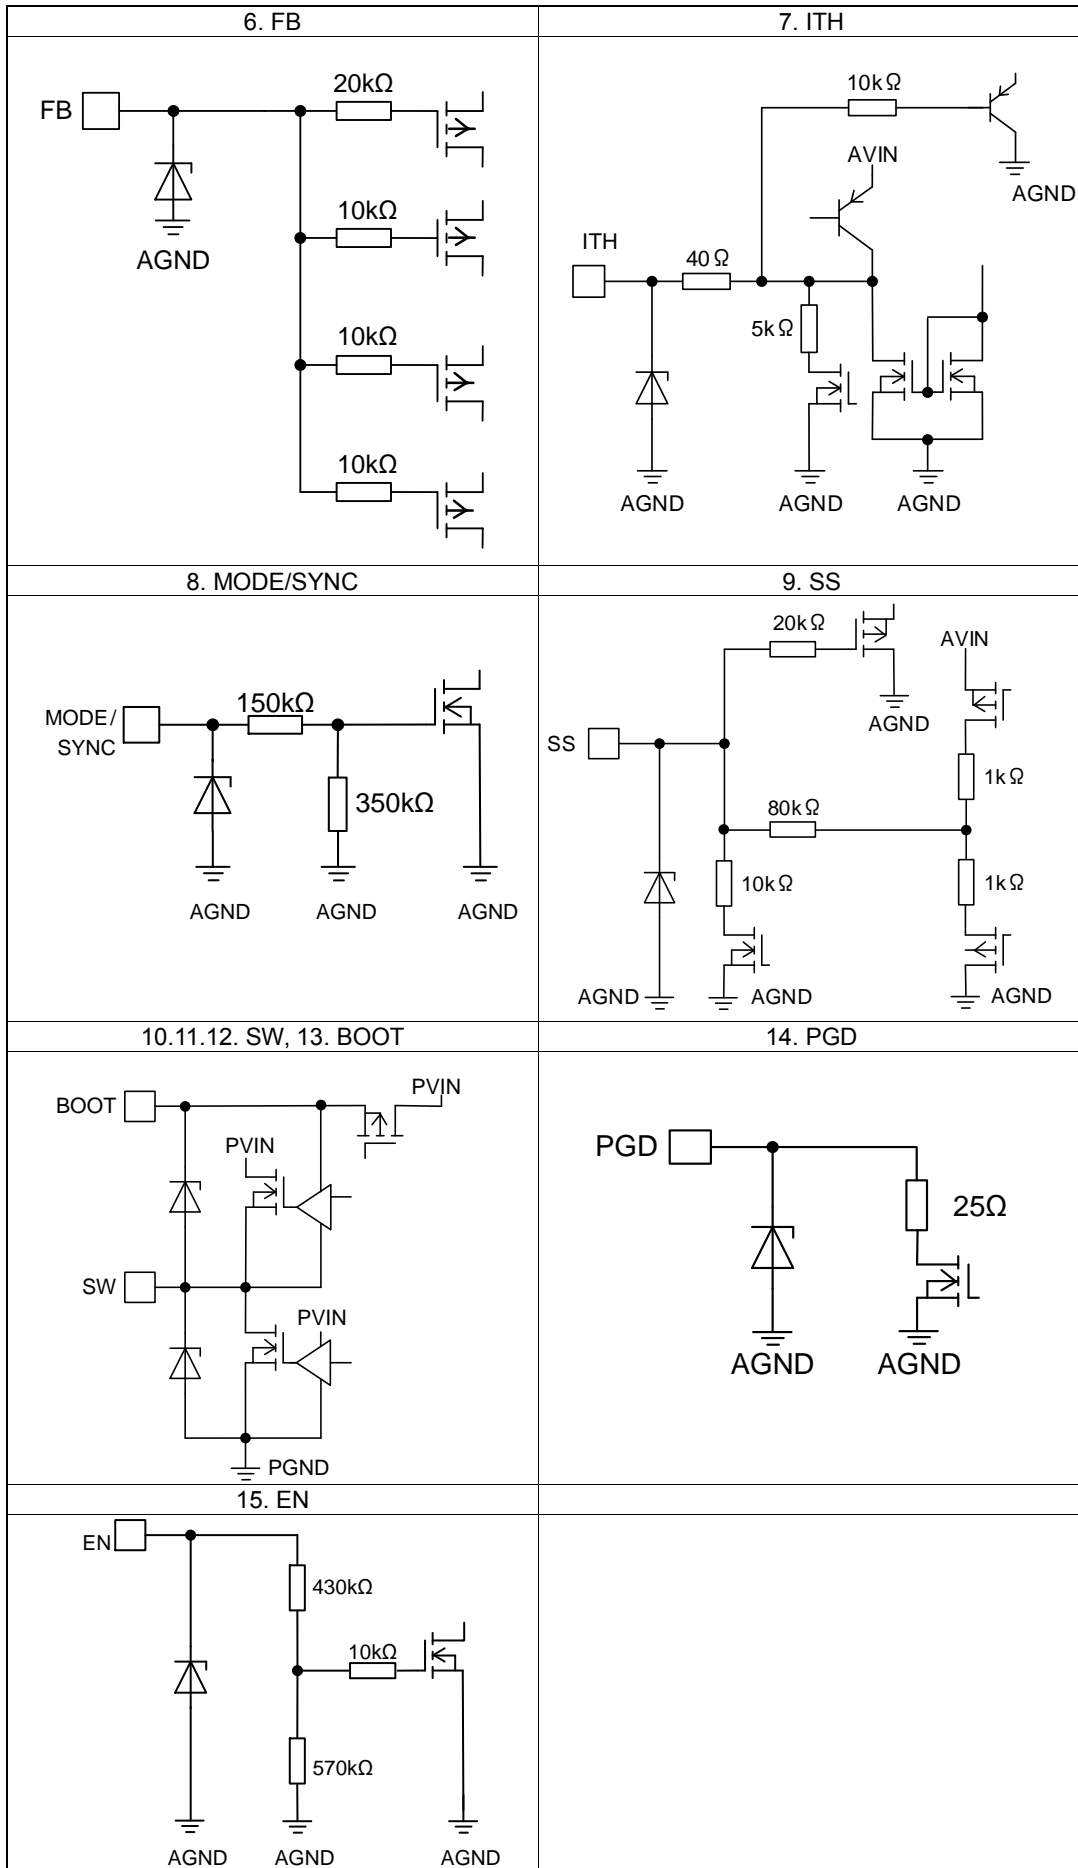 6. FB
7. ITH
20kΩ
FB
10kΩ
AGND
10kΩ
10kΩ
10kΩ
AVIN
AGND
ITH
40Ω
5kΩ
AGND
AGND
AGND
8. MODE/SYNC
9. SS
MODE/
SYNC
150kΩ
350kΩ
AGND
AGND
AGND
20kΩ
AVIN
AGND
SS
1kΩ
80kΩ
10kΩ
1kΩ
AGND
AGND
AGND
10.11.12. SW, 13. BOOT
14. PGD
BOOT
PVIN
PVIN
SW
PVIN
PGND
PGD
25Ω
AGND
AGND
15. EN
EN
430kΩ
10kΩ
570kΩ
AGND
AGND
AGND